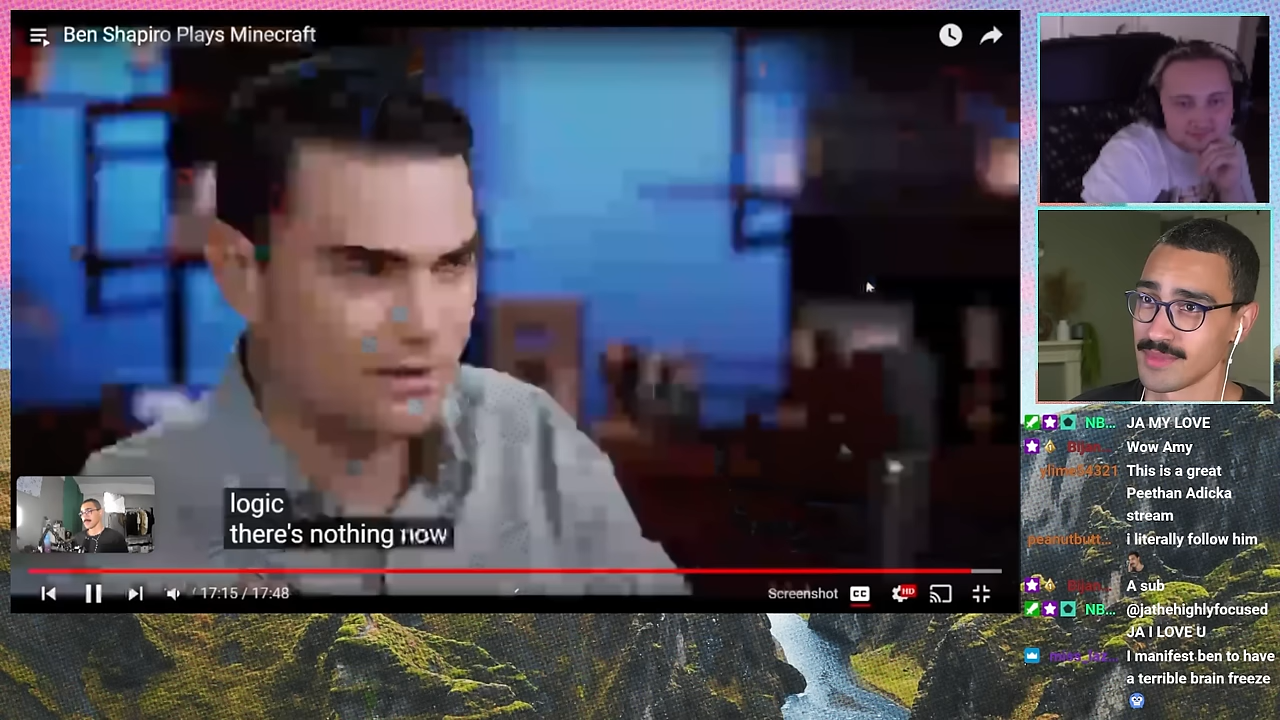 Ben Shapiro Plays Minecraft
logic
there's nothing now
17:15 / 17:48
Screenshot
CC
HD
NB... JA MY LOVE
Wow Amy
This is a great
Peethan Adicka
stream
i literally follow him
A sub
NB... @jathehighlyfocused
JA I LOVE U
I manifest ben to have
a terrible brain freeze